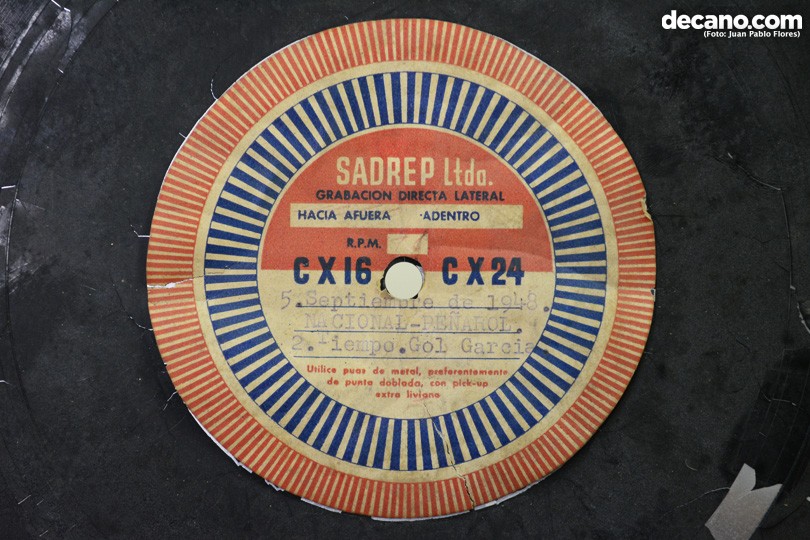 decano.com
(Foto: Juan Pablo Flores)
SADREP Ltda.
GRABACION DIRECTA LATERAL
HACIA AFUERA ADENTRO
R.P.M.
CX16 CX24
5.Septiembre de 1948.
NACIONAL-PEÑAROL.
2.Tiempo.Gol Garcia.
Utilice puas de metal, preferentemente
de punta doblada, con pick-up
extra liviano